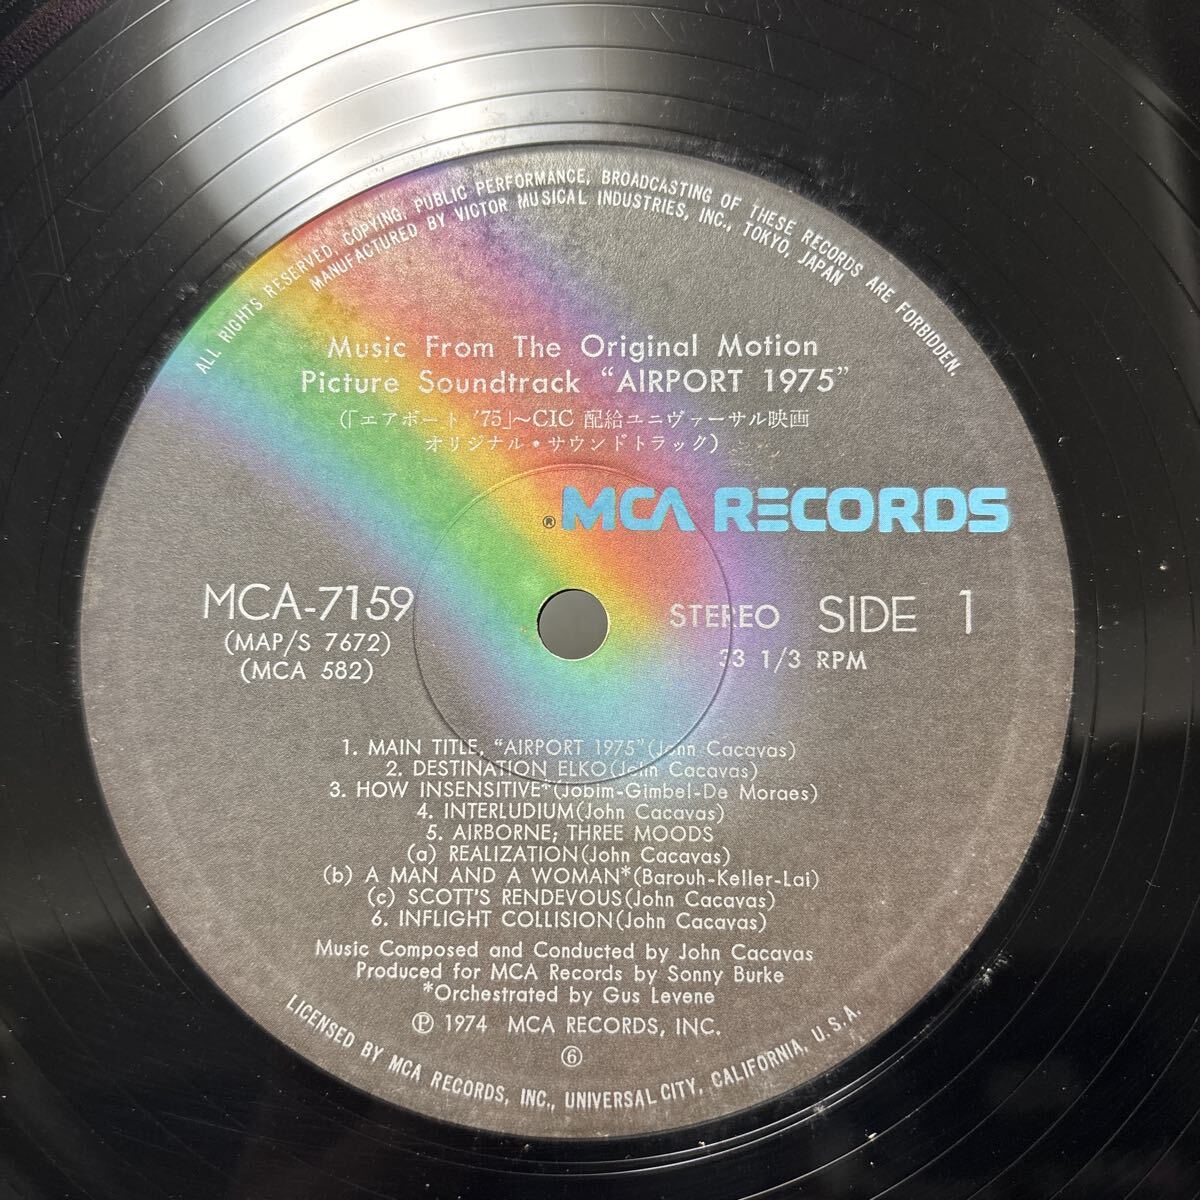 ALL RIGHTS RESERVED. COPYING, PUBLIC PERFORMANCE, BROADCASTING OF THESE RECORDS ARE FORBIDDEN.
MANUFACTURED BY VICTOR MUSICAL INDUSTRIES, INC., TOKYO, JAPAN
Music From The Original Motion
Picture Soundtrack “AIRPORT 1975”
(「エアポート '75」〜CIC 配給ユニヴァーサル映画
オリジナル・サウンドトラック)
® MCA RECORDS
MCA-7159
(MAP/S 7672)
(MCA 582)
STEREO SIDE 1
33 1/3 RPM
1. MAIN TITLE, “AIRPORT 1975”(John Cacavas)
2. DESTINATION ELKO(John Cacavas)
3. HOW INSENSITIVE*(Jobim-Gimbel-De Moraes)
4. INTERLUDIUM(John Cacavas)
5. AIRBORNE; THREE MOODS
(a) REALIZATION(John Cacavas)
(b) A MAN AND A WOMAN*(Barouh-Keller-Lai)
(c) SCOTT'S RENDEVOUS(John Cacavas)
6. INFLIGHT COLLISION(John Cacavas)
Music Composed and Conducted by John Cacavas
Produced for MCA Records by Sonny Burke
*Orchestrated by Gus Levene
Ⓟ 1974 MCA RECORDS, INC.
⑥
LICENSED BY MCA RECORDS, INC., UNIVERSAL CITY, CALIFORNIA, U.S.A.